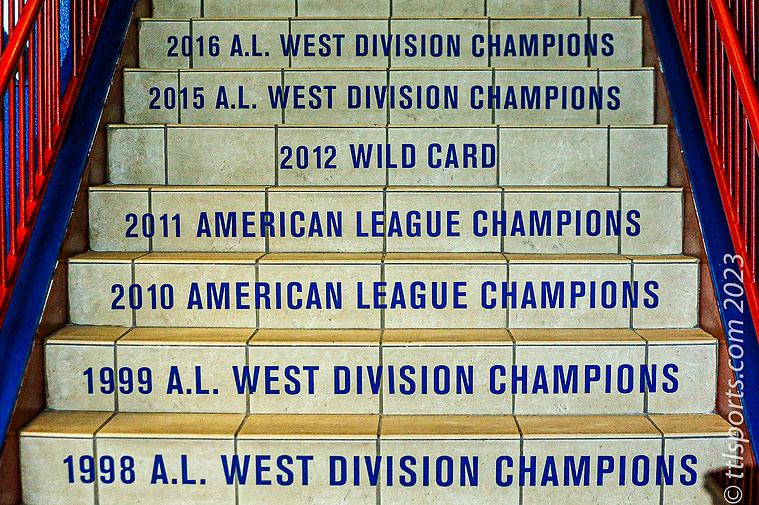 2016 A.L. WEST DIVISION CHAMPIONS
2015 A.L. WEST DIVISION CHAMPIONS
2012 WILD CARD
2011 AMERICAN LEAGUE CHAMPIONS
2010 AMERICAN LEAGUE CHAMPIONS
1999 A.L. WEST DIVISION CHAMPIONS
1998 A.L. WEST DIVISION CHAMPIONS
© ttlsports.com 2023